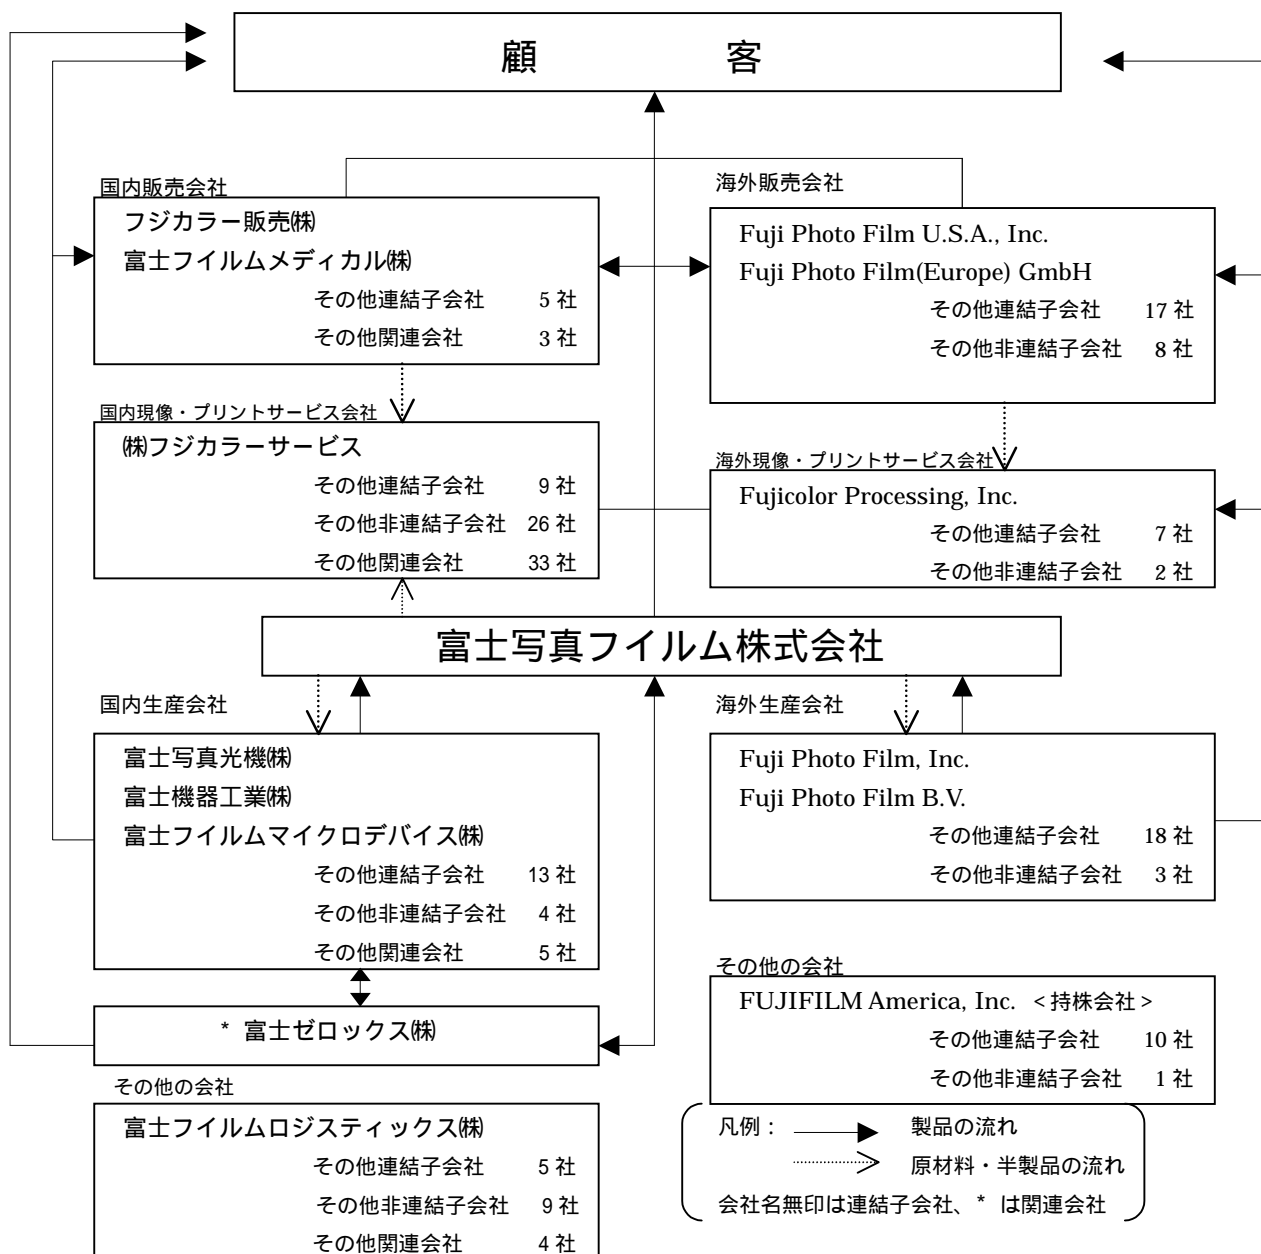 顧　客
国内販売会社
フジカラー販売㈱
富士フイルムメディカル㈱
その他連結子会社 5 社
その他関連会社 3 社
海外販売会社
Fuji Photo Film U.S.A., Inc.
Fuji Photo Film(Europe) GmbH
その他連結子会社 17 社
その他非連結子会社 8 社
国内現像・プリントサービス会社
㈱フジカラーサービス
その他連結子会社 9 社
その他非連結子会社 26 社
その他関連会社 33 社
海外現像・プリントサービス会社
Fujicolor Processing, Inc.
その他連結子会社 7 社
その他非連結子会社 2 社
富士写真フイルム株式会社
国内生産会社
富士写真光機㈱
富士機器工業㈱
富士フイルムマイクロデバイス㈱
その他連結子会社 13 社
その他非連結子会社 4 社
その他関連会社 5 社
海外生産会社
Fuji Photo Film, Inc.
Fuji Photo Film B.V.
その他連結子会社 18 社
その他非連結子会社 3 社
* 富士ゼロックス㈱
その他の会社
FUJIFILM America, Inc. <持株会社>
その他連結子会社 10 社
その他非連結子会社 1 社
その他の会社
富士フイルムロジスティックス㈱
その他連結子会社 5 社
その他非連結子会社 9 社
その他関連会社 4 社
凡例： 製品の流れ
原材料・半製品の流れ
会社名無印は連結子会社、* は関連会社